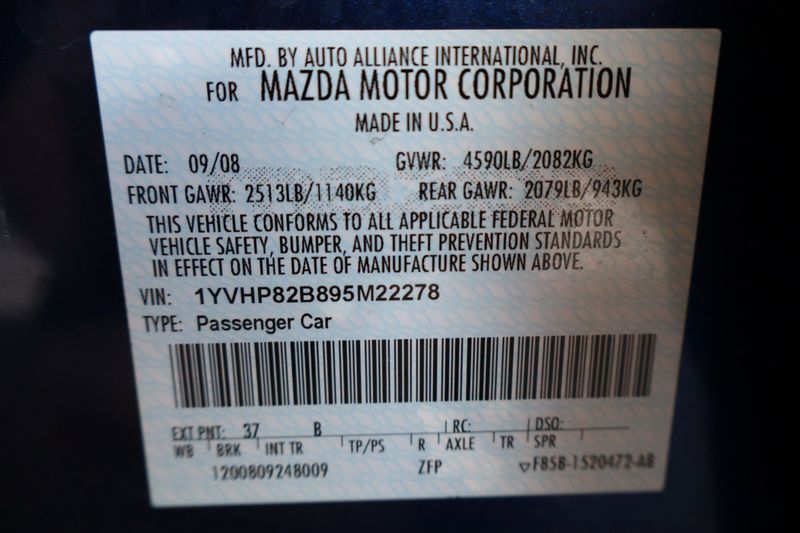 MFD. BY AUTO ALLIANCE INTERNATIONAL, INC.
FOR MAZDA MOTOR CORPORATION
MADE IN U.S.A.
DATE: 09/08 GVWR: 4590LB/2082KG
FRONT GAWR: 2513LB/1140KG REAR GAWR: 2079LB/943KG
THIS VEHICLE CONFORMS TO ALL APPLICABLE FEDERAL MOTOR
VEHICLE SAFETY, BUMPER, AND THEFT PREVENTION STANDARDS
IN EFFECT ON THE DATE OF MANUFACTURE SHOWN ABOVE.
VIN: 1YVHP82B895M22278
TYPE: Passenger Car
EXT PNT: 37 B RC: DSO:
WB BRK INT TR TP/PS R AXLE TR SPR
1200809248009 ZFP F85B-1520472-AB